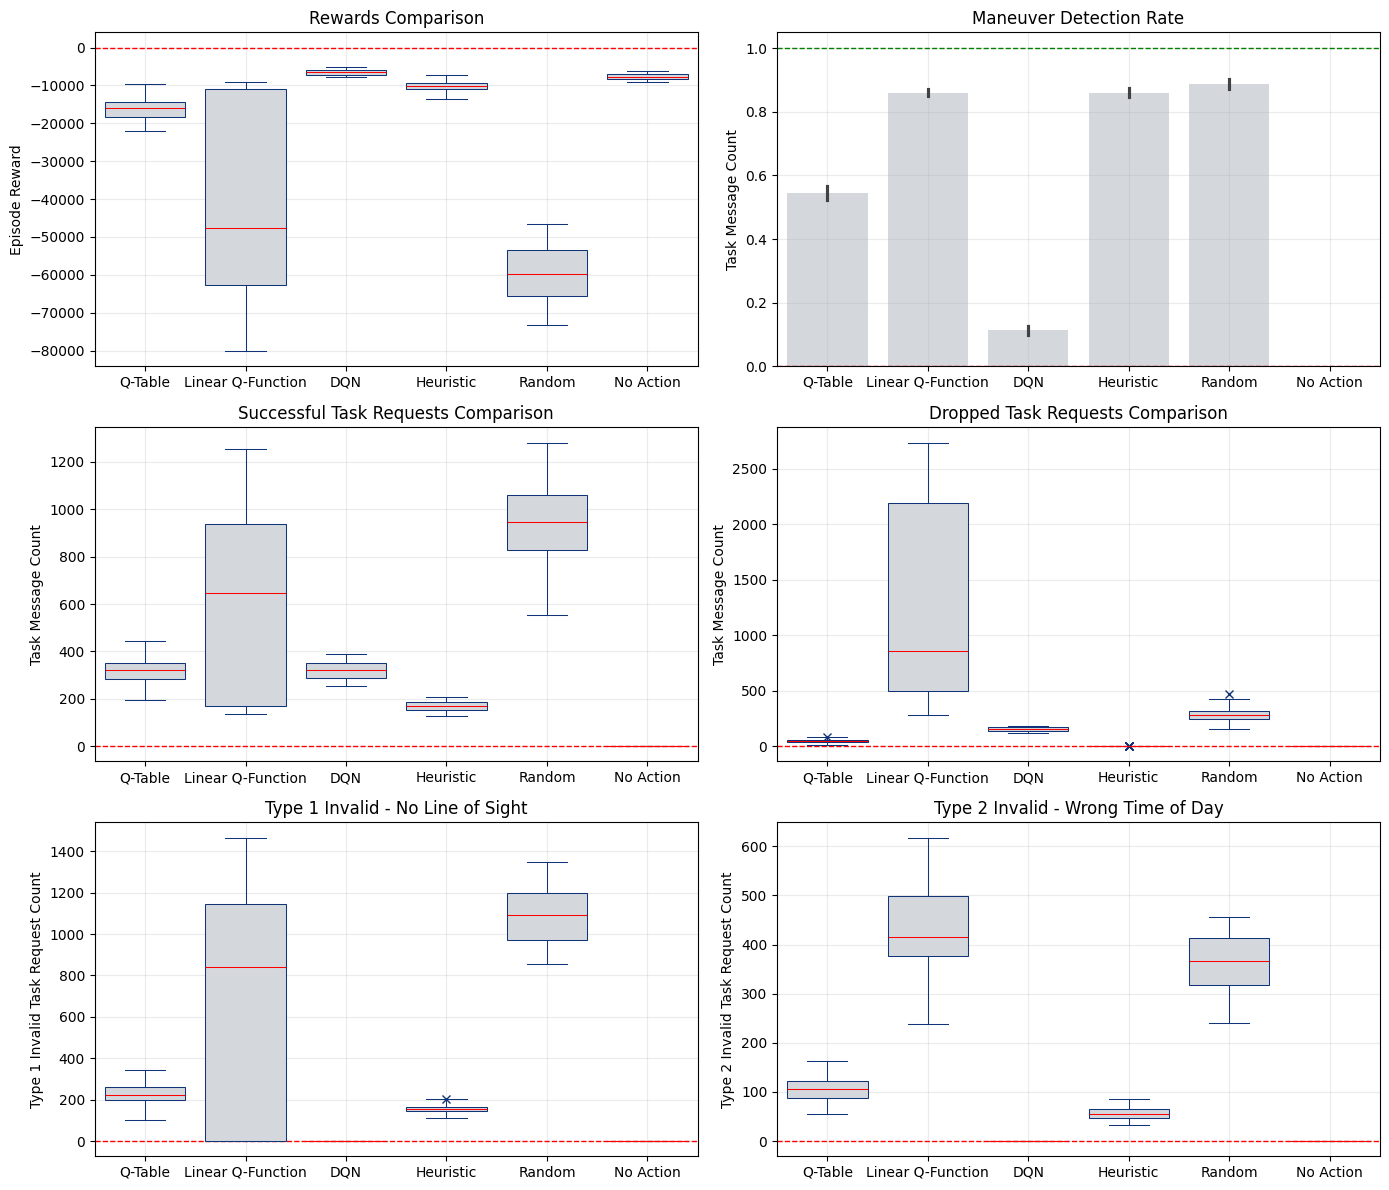 Rewards Comparison
Episode Reward
0
−10000
−20000
−30000
−40000
−50000
−60000
−70000
−80000
Q-Table Linear Q-Function DQN Heuristic Random No Action
Maneuver Detection Rate
Task Message Count
1.0
0.8
0.6
0.4
0.2
0.0
Q-Table Linear Q-Function DQN Heuristic Random No Action
Successful Task Requests Comparison
Task Message Count
1200
1000
800
600
400
200
0
Q-Table Linear Q-Function DQN Heuristic Random No Action
Dropped Task Requests Comparison
Task Message Count
2500
2000
1500
1000
500
0
Q-Table Linear Q-Function DQN Heuristic Random No Action
Type 1 Invalid - No Line of Sight
Type 1 Invalid Task Request Count
1400
1200
1000
800
600
400
200
0
Q-Table Linear Q-Function DQN Heuristic Random No Action
Type 2 Invalid - Wrong Time of Day
Type 2 Invalid Task Request Count
600
500
400
300
200
100
0
Q-Table Linear Q-Function DQN Heuristic Random No Action